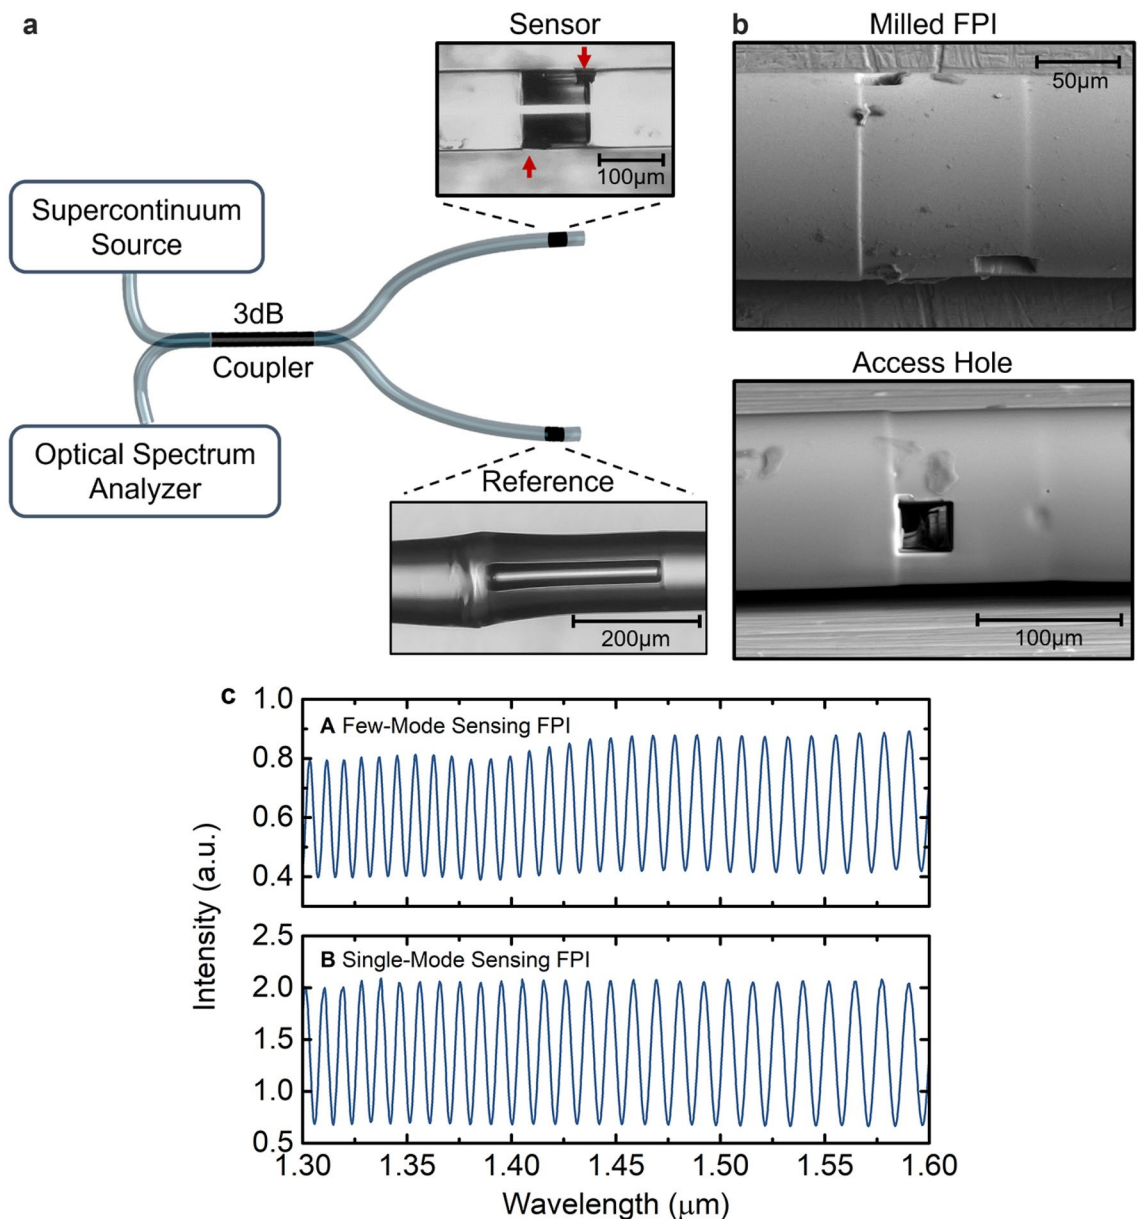 a
Sensor
100μm
Supercontinuum
Source
3dB
Coupler
Optical Spectrum
Analyzer
Reference
200μm
b
Milled FPI
50μm
Access Hole
100μm
c
Intensity (a.u.)
1.0
0.8
0.6
0.4
A Few-Mode Sensing FPI
2.5
2.0
1.5
1.0
0.5
B Single-Mode Sensing FPI
1.30 1.35 1.40 1.45 1.50 1.55 1.60
Wavelength (μm)